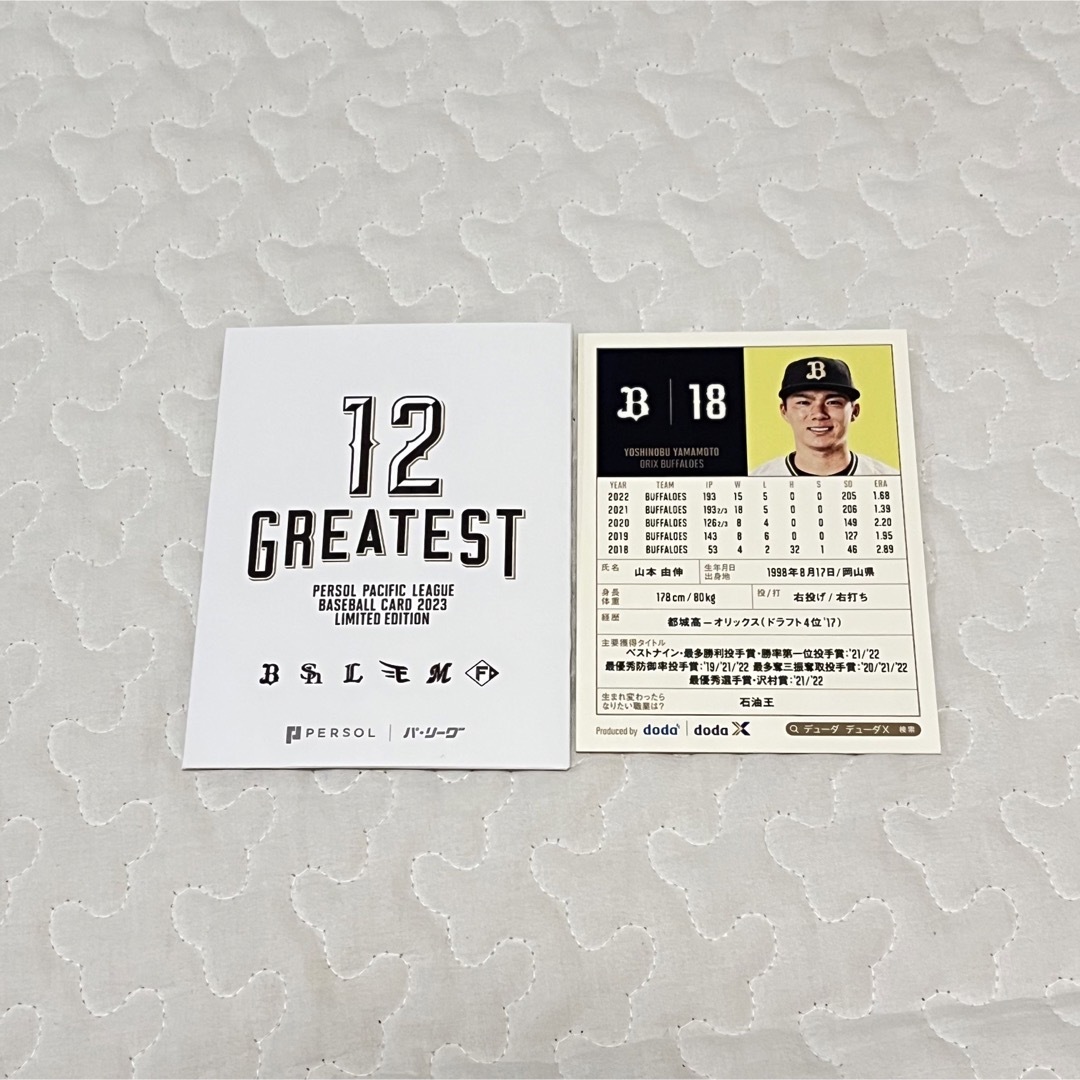 12
GREATEST
PERSOL PACIFIC LEAGUE
BASEBALL CARD 2023
LIMITED EDITION
B SH L E M F
PERSOL | パ・リーグ
B | 18
YOSHINOBU YAMAMOTO
ORIX BUFFALOES
B
YEAR TEAM IP W L H S SO ERA
2022 BUFFALOES 193 15 5 0 0 205 1.68
2021 BUFFALOES 193 2/3 18 5 0 0 206 1.39
2020 BUFFALOES 126 2/3 8 4 0 0 149 2.20
2019 BUFFALOES 143 8 6 0 0 127 1.95
2018 BUFFALOES 53 4 2 32 1 46 2.89
氏名 山本 由伸 生年月日 出身地 1998年8月17日/岡山県
身長 体重 178cm/80kg 投/打 右投げ/右打ち
経歴 都城高ーオリックス(ドラフト4位'17)
主要獲得タイトル
ベストナイン・最多勝利投手賞・勝率第一位投手賞:'21/'22
最優秀防御率投手賞:'19/'21/'22 最多奪三振奪取投手賞:'20/'21/'22
最優秀選手賞・沢村賞:'21/'22
生まれ変わったら なりたい職業は? 石油王
Produced by doda | doda X デューダ デューダX 検索